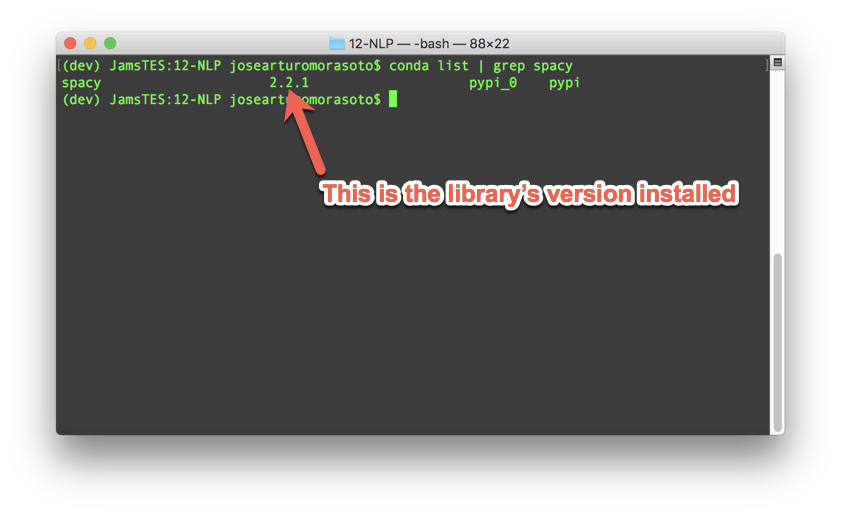 12-NLP — -bash — 88×22
[(dev) JamsTES:12-NLP josearturomorasoto$ conda list | grep spacy ]
spacy 2.2.1 pypi_0 pypi
(dev) JamsTES:12-NLP josearturomorasoto$
This is the library's version installed